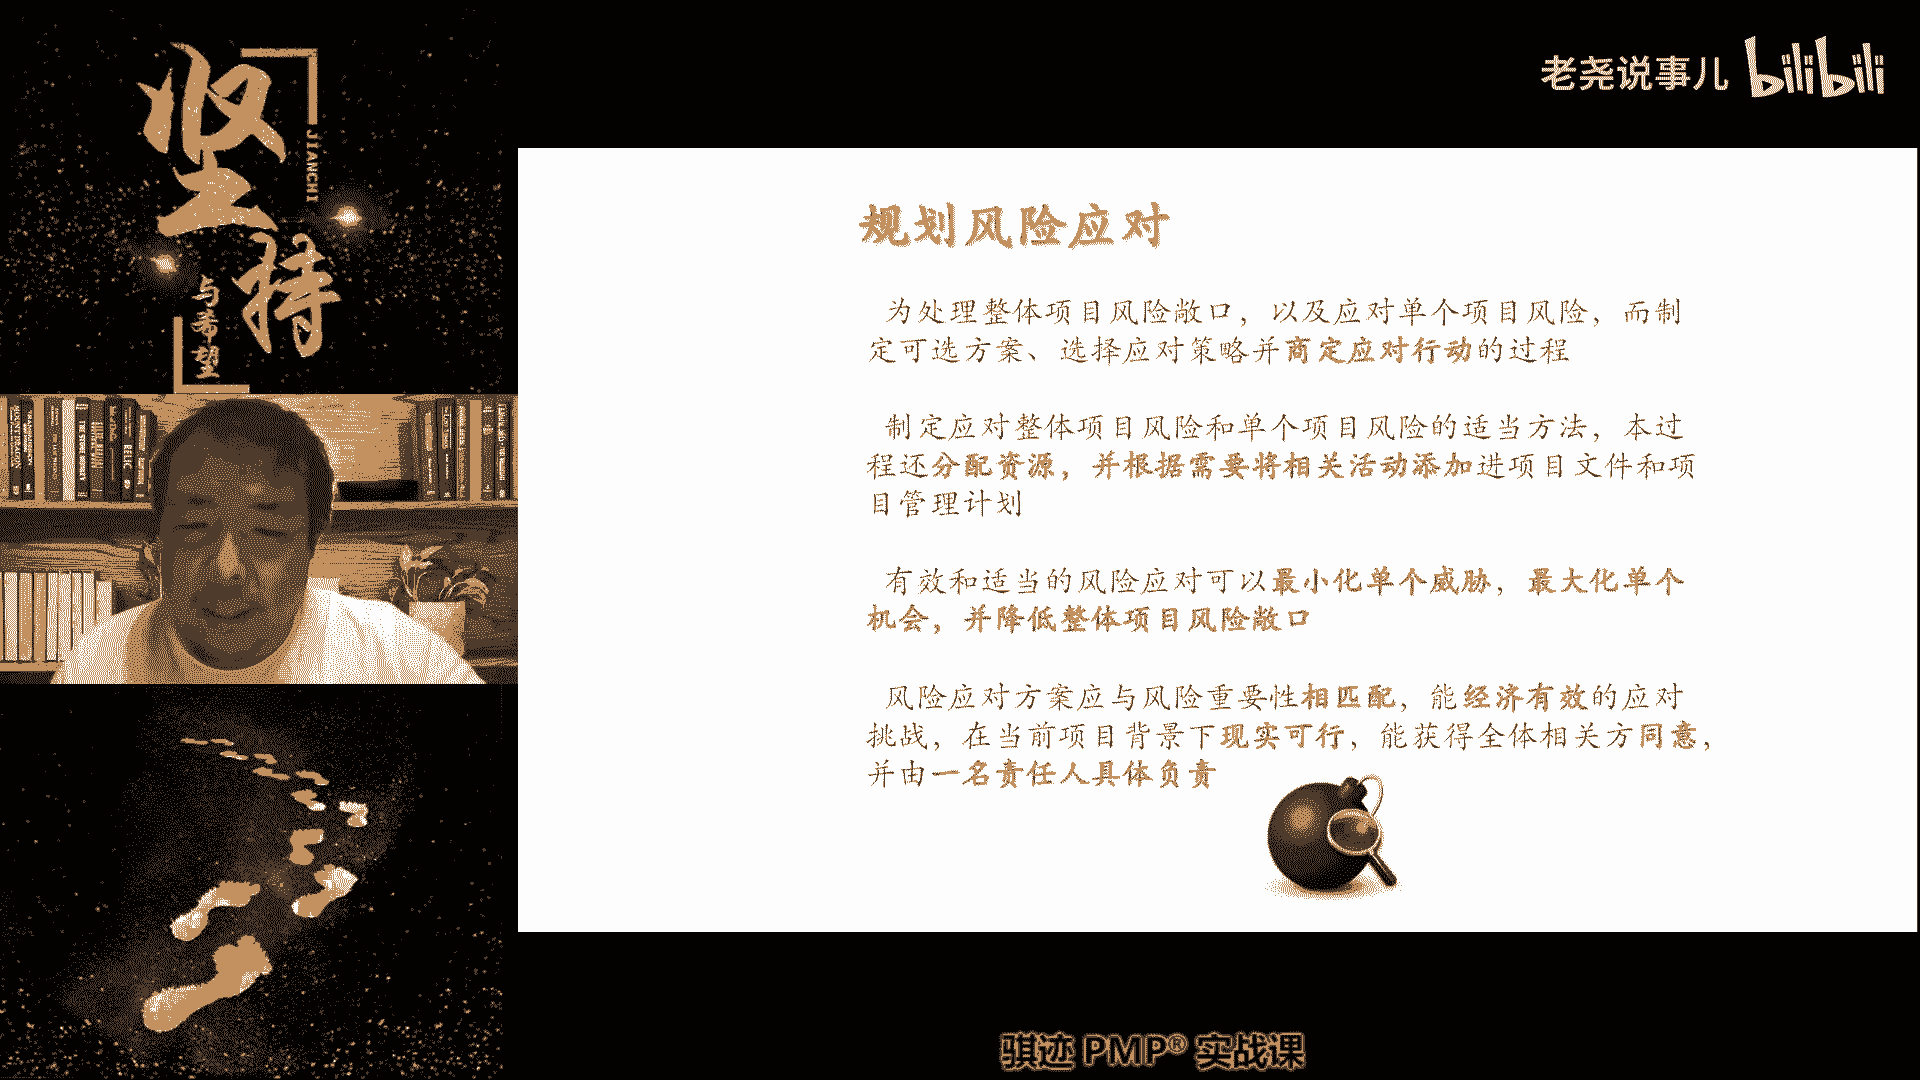 坚持
JIANCHI
与希望
老尧说事儿 bilibili
规划风险应对
为处理整体项目风险敞口，以及应对单个项目风险，而制
定可选方案、选择应对策略并商定应对行动的过程
制定应对整体项目风险和单个项目风险的适当方法，本过
程还分配资源，并根据需要将相关活动添加进项目文件和项
目管理计划
有效和适当的风险应对可以最小化单个威胁，最大化单个
机会，并降低整体项目风险敞口
风险应对方案应与风险重要性相匹配，能经济有效的应对
挑战，在当前项目背景下现实可行，能获得全体相关方同意，
并由一名责任人具体负责
骐迹 PMP® 实战课